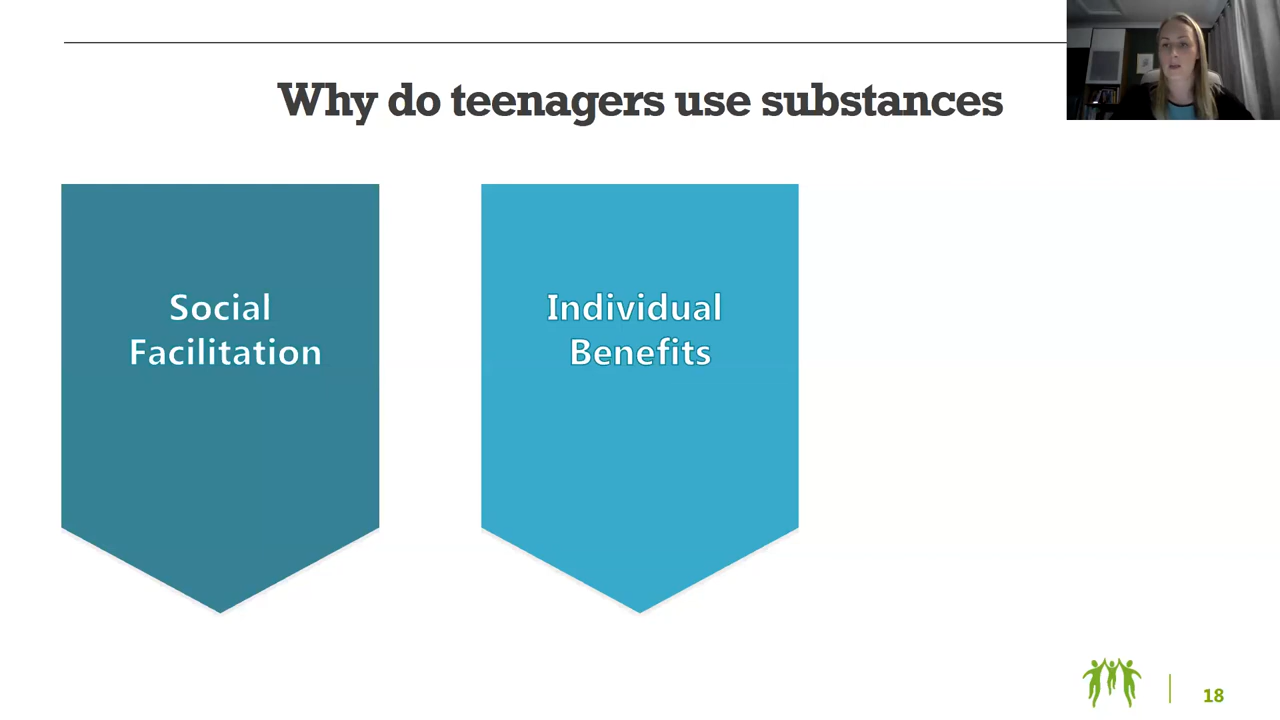 Why do teenagers use substances
Social
Facilitation
Individual
Benefits
18